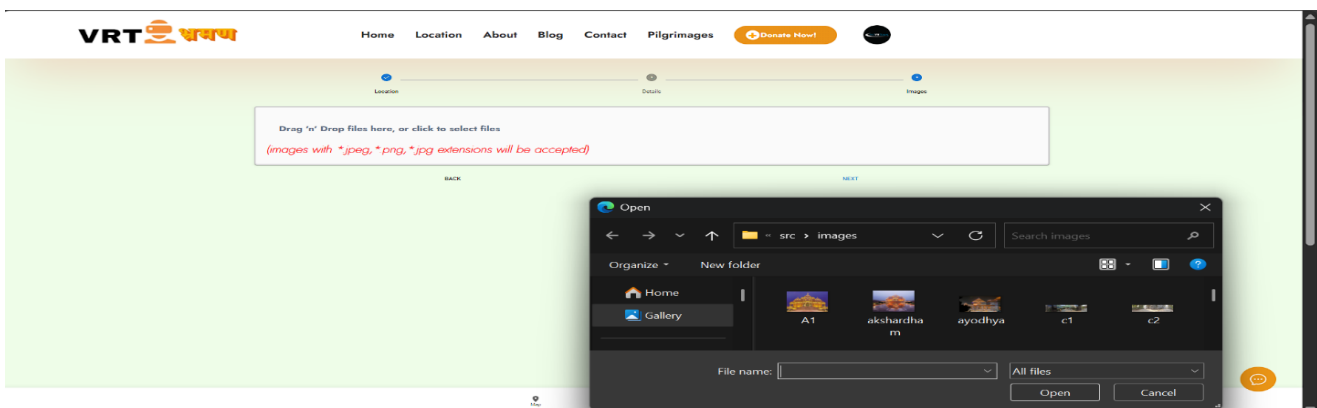 VRT भ्रमण
Home Location About Blog Contact Pilgrimages Donate Now!
Location Details Images
Drag 'n' Drop files here, or click to select files
(images with *.jpeg, *.png, *.jpg extensions will be accepted)
BACK NEXT
Open
src images Search images
Organize New folder
Home
Gallery
A1 akshardha
m ayodhya c1 c2
File name: All files
Open Cancel
Map